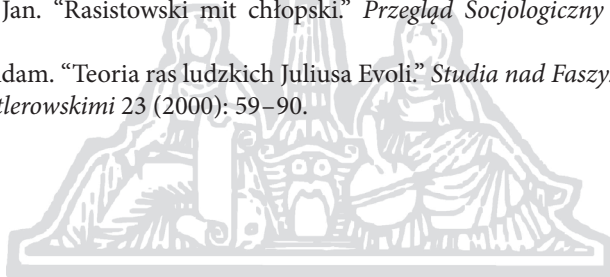 Jan. “Rasistowski mit chłopski.” Przegląd Socjologiczny
dam. “Teoria ras ludzkich Juliusa Evoli.” Studia nad Faszy
tlerowskimi 23 (2000): 59–90.